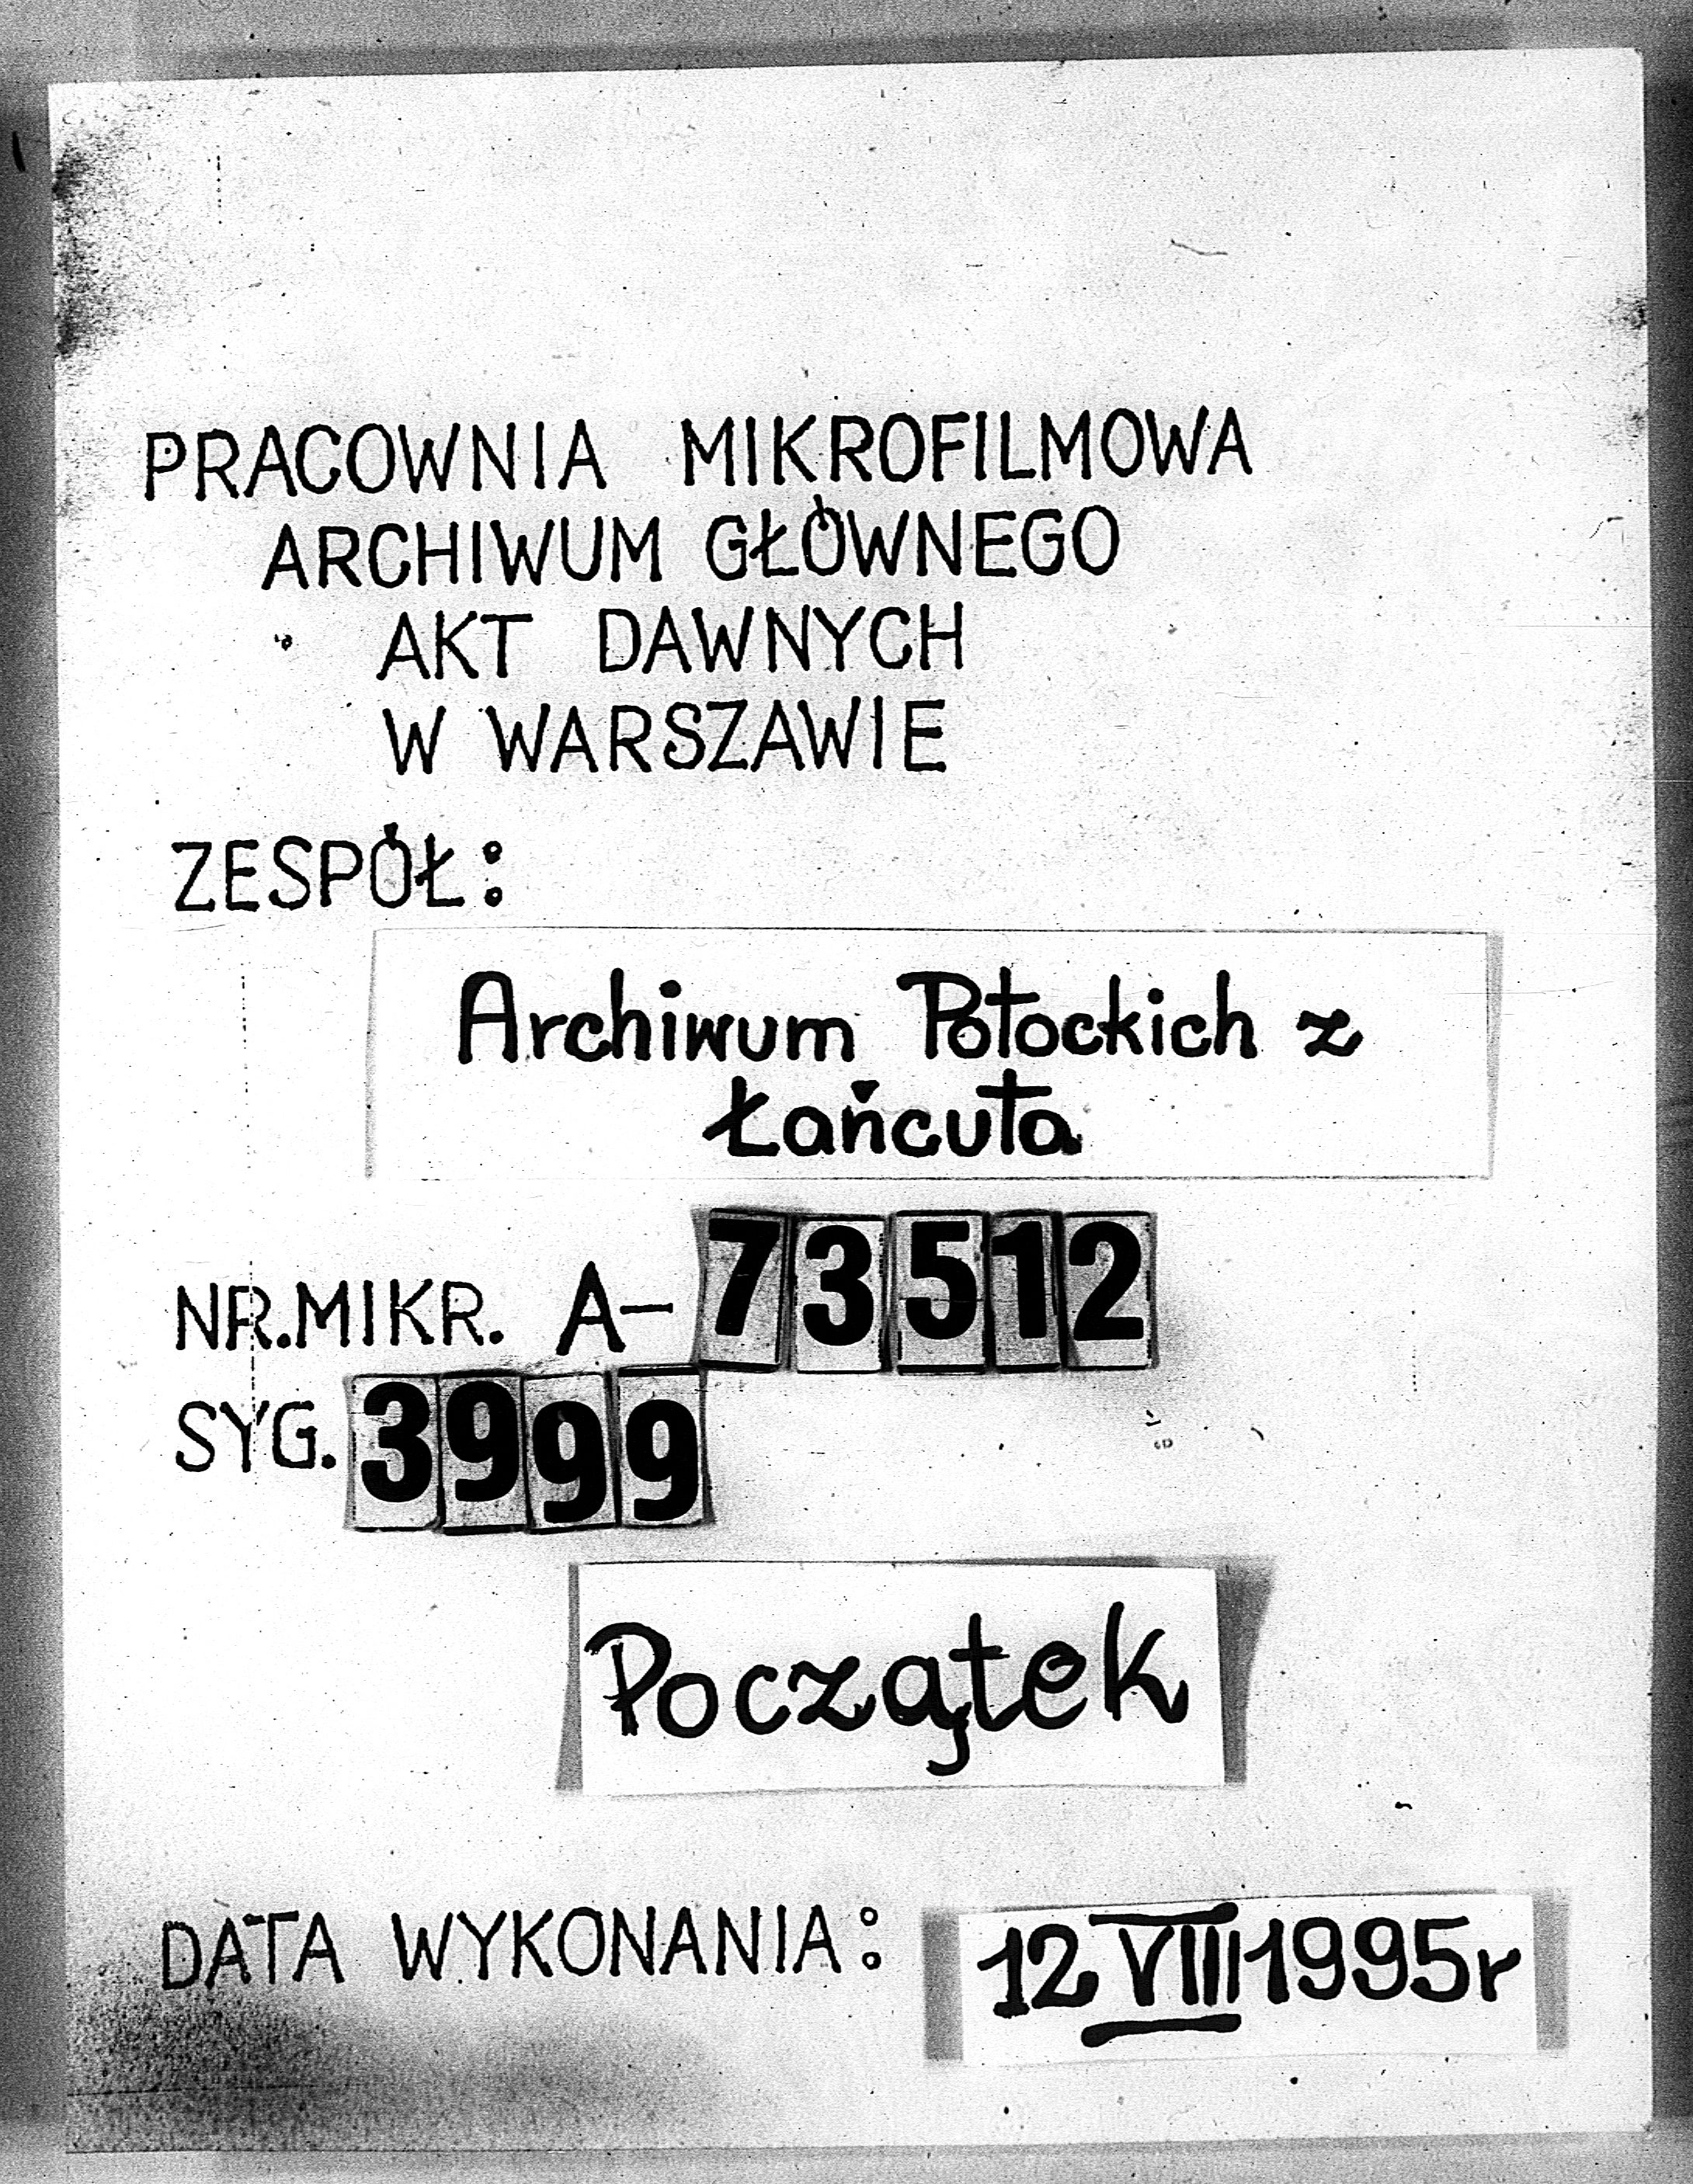 PRACOWNIA MIKROFILMOWA
ARCHIWUM GŁÓWNEGO
AKT DAWNYCH
W WARSZAWIE
ZESPÓŁ:
Archiwum Potockich z
Łańcuta
NR.MIKR. A-73512
SYG. 3999
Początek
DATA WYKONANIA: 12 VIII 1995r